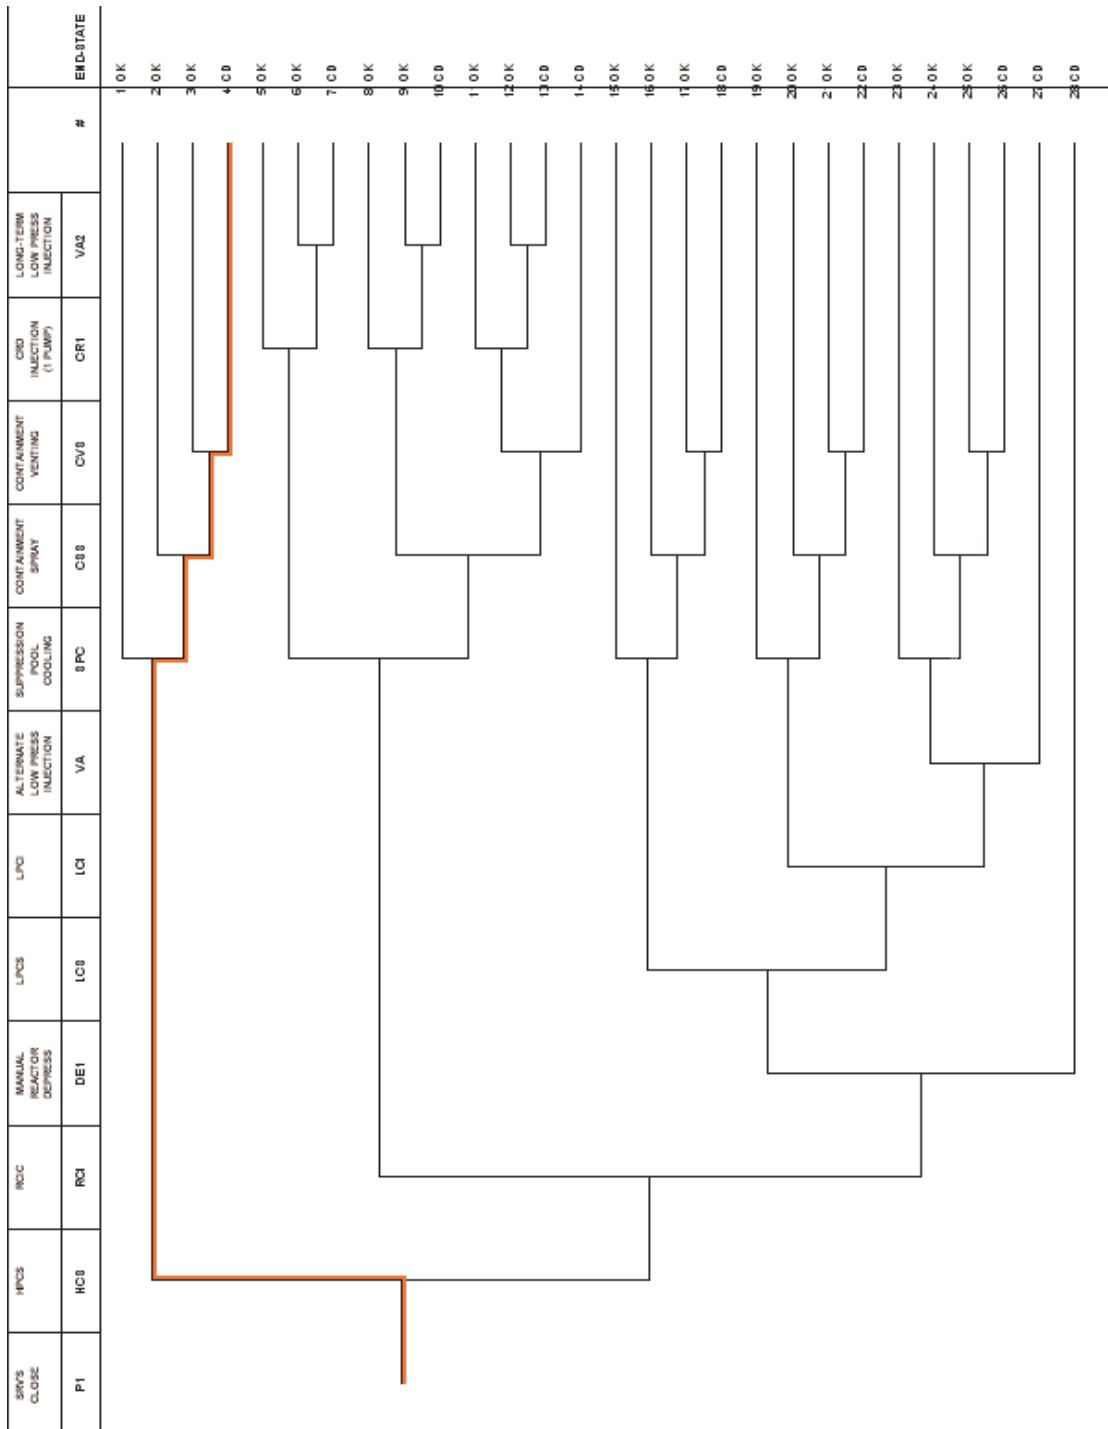 SRV'S
CLOSE
HPCS
RCIC
MANUAL
REACTOR
DEPRESS
LPCS
LPCI
ALTERNATE
LOW PRESS
INJECTION
SUPPRESSION
POOL
COOLING
CONTAINMENT
SPRAY
CONTAINMENT
VENTING
CRD
INJECTION
(1 PUMP)
LONG-TERM
LOW PRESS
INJECTION
P1
HCS
RCI
DE1
LCS
LCI
VA
SPC
CSS
CVS
CR1
VA2
#
END-STATE
1 OK
2 OK
3 OK
4 CD
5 OK
6 OK
7 CD
8 OK
9 OK
10 CD
11 OK
12 OK
13 CD
14 CD
15 OK
16 OK
17 OK
18 CD
19 OK
20 OK
21 OK
22 CD
23 OK
24 OK
25 OK
26 CD
27 CD
28 CD